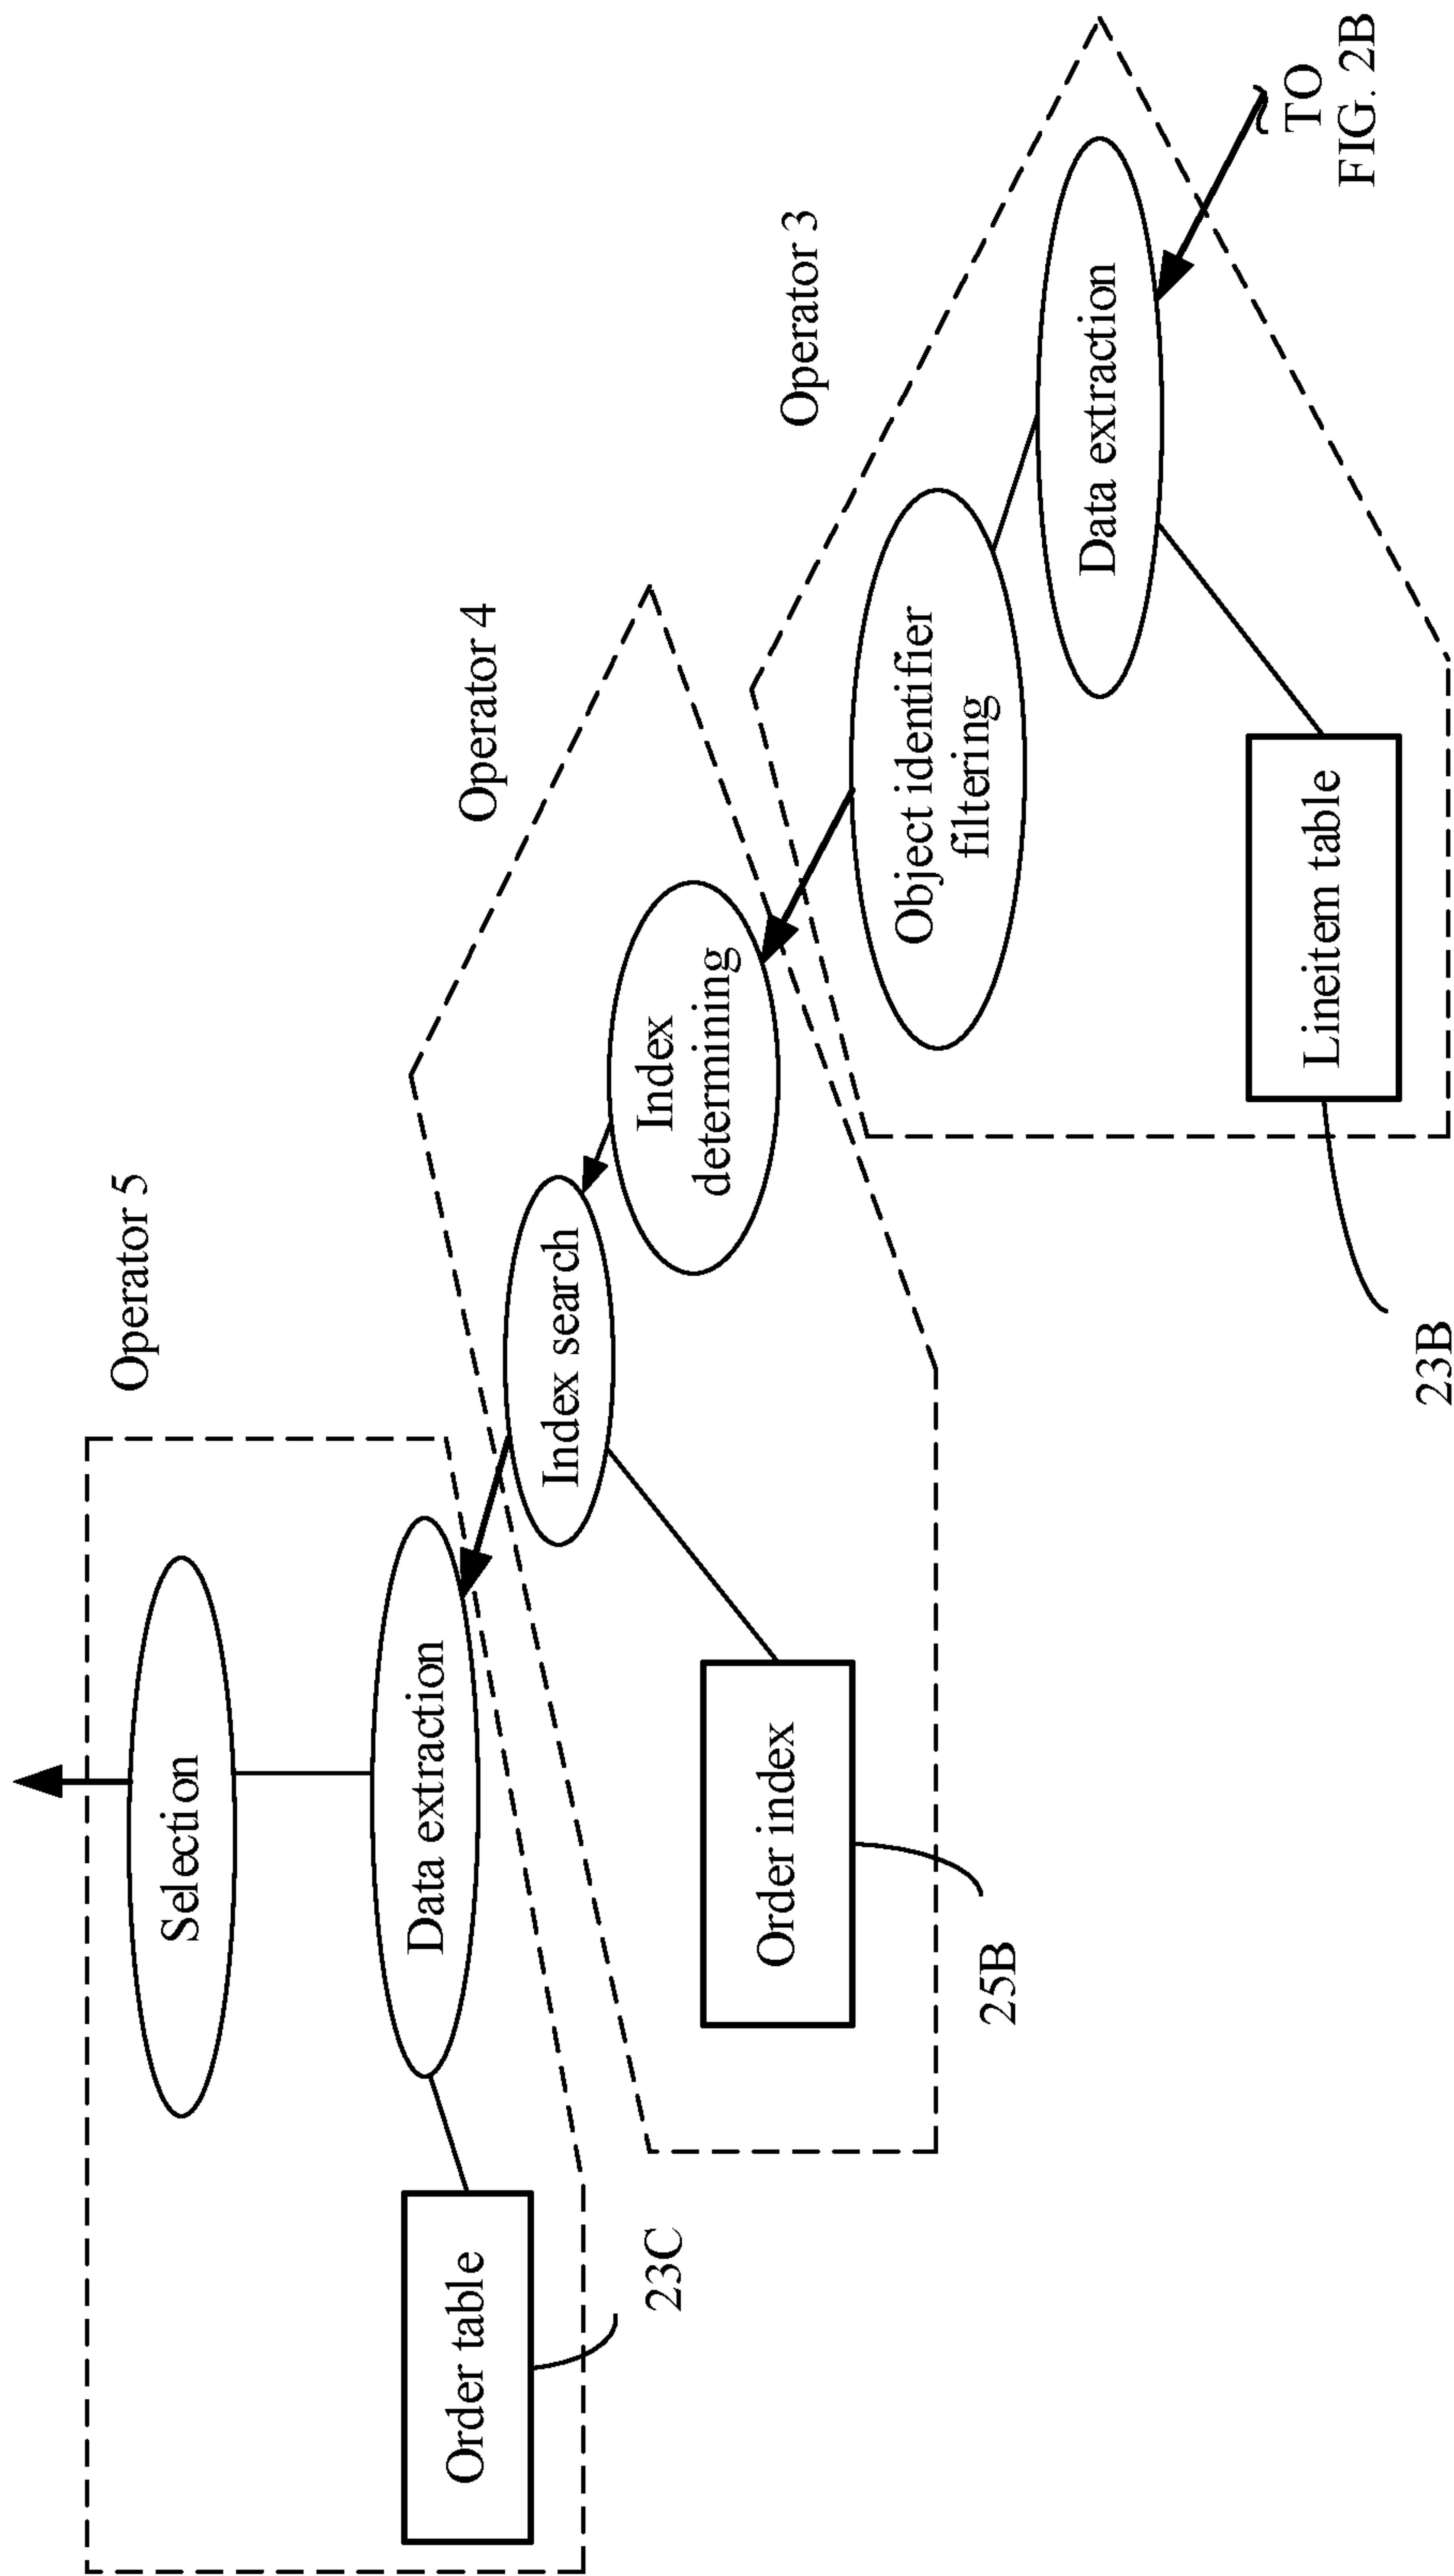 Operator 5
Selection
Data extraction
Order table
23C
Operator 4
Index search
Index
determining
Order index
25B
Operator 3
Object identifier
filtering
Data extraction
Lineitem table
23B
TO
FIG. 2B